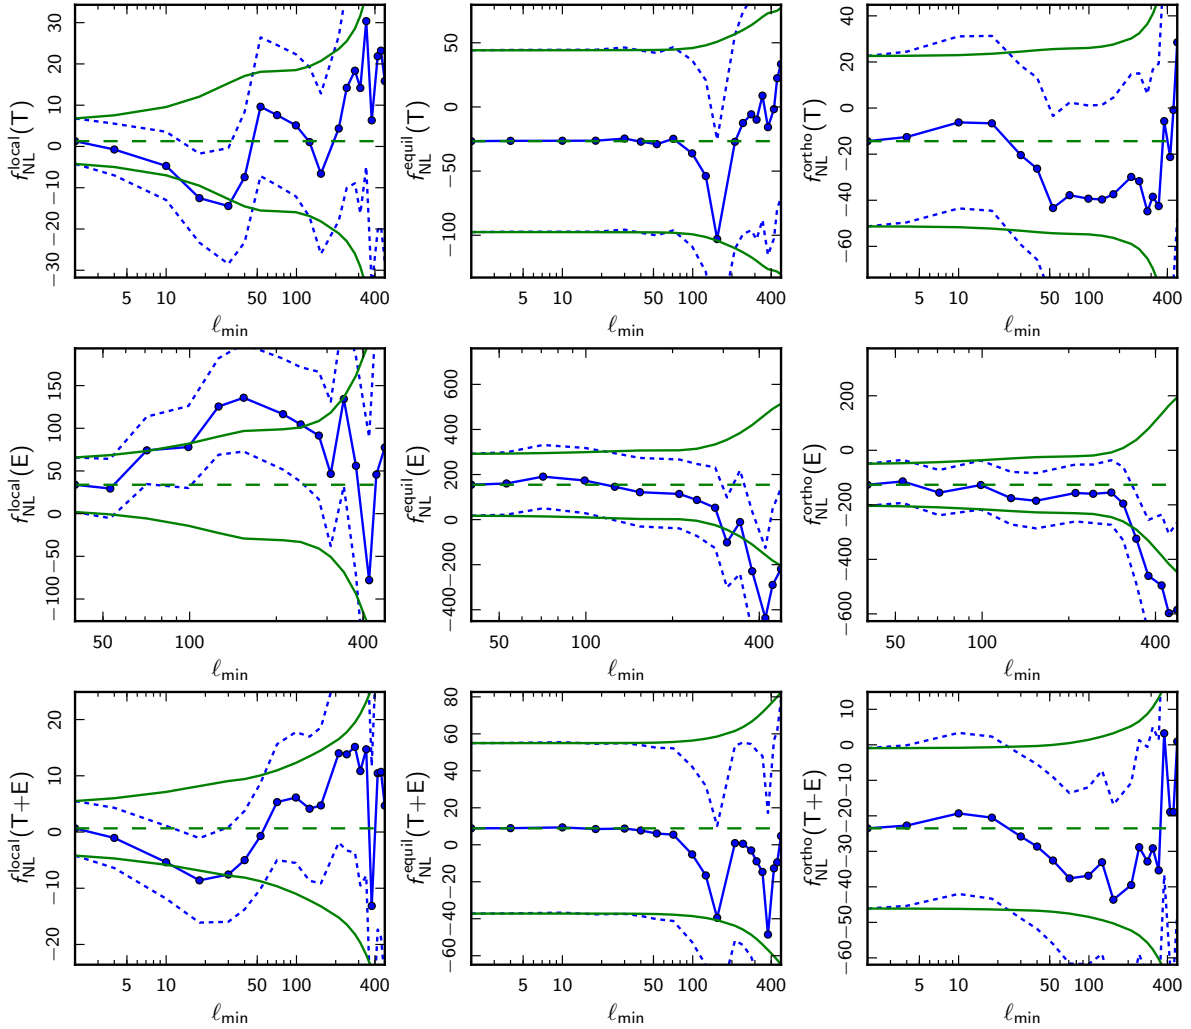 f_NL^local(T)
30
20
10
0
−10
−20
−30
5 10 50 100 400
ℓ_min
f_NL^equil(T)
50
0
−50
−100
5 10 50 100 400
ℓ_min
f_NL^ortho(T)
40
20
0
−20
−40
−60
5 10 50 100 400
ℓ_min
f_NL^local(E)
150
100
50
0
−50
−100
50 100 400
ℓ_min
f_NL^equil(E)
600
400
200
0
−200
−400
50 100 400
ℓ_min
f_NL^ortho(E)
200
0
−200
−400
−600
50 100 400
ℓ_min
f_NL^local(T+E)
20
10
0
−10
−20
5 10 50 100 400
ℓ_min
f_NL^equil(T+E)
80
60
40
20
0
−20
−40
−60
5 10 50 100 400
ℓ_min
f_NL^ortho(T+E)
10
0
−10
−20
−30
−40
−50
−60
5 10 50 100 400
ℓ_min